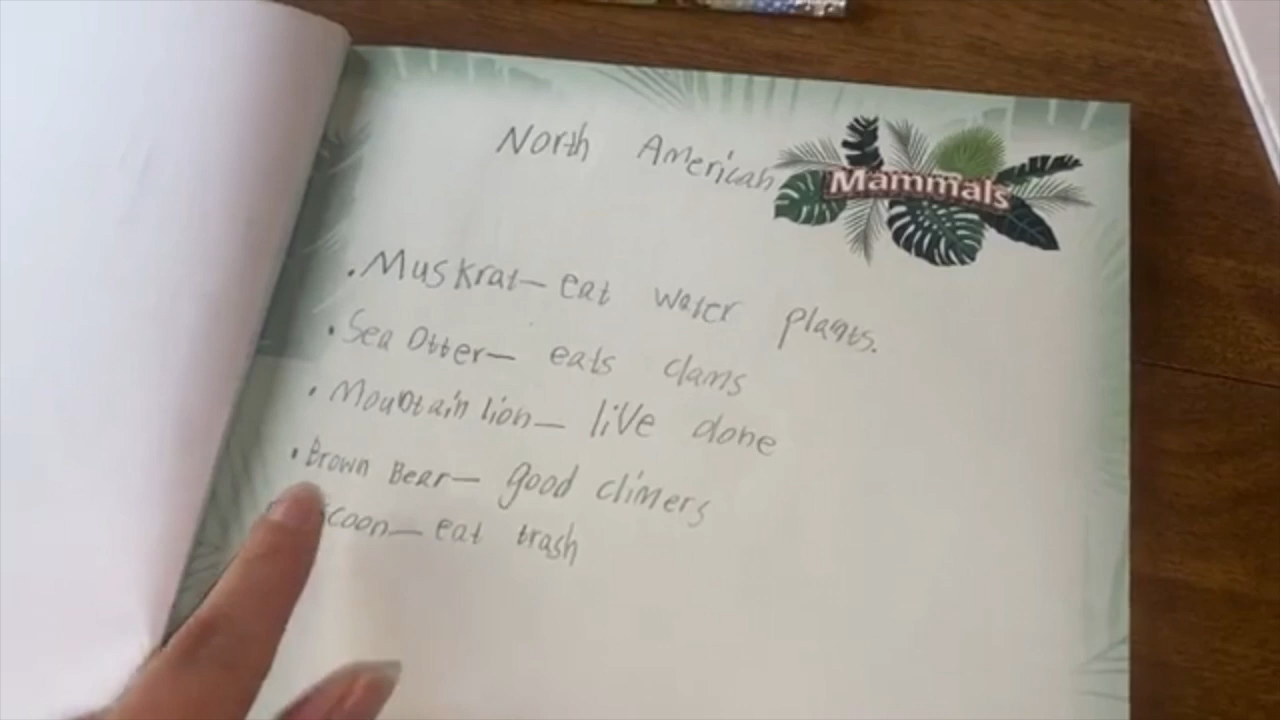 North American Mammals
. Muskrat— eat water plants.
. Sea Otter— eats clams
. Mountain lion— live alone
. Brown Bear— good climers
coon— eat trash